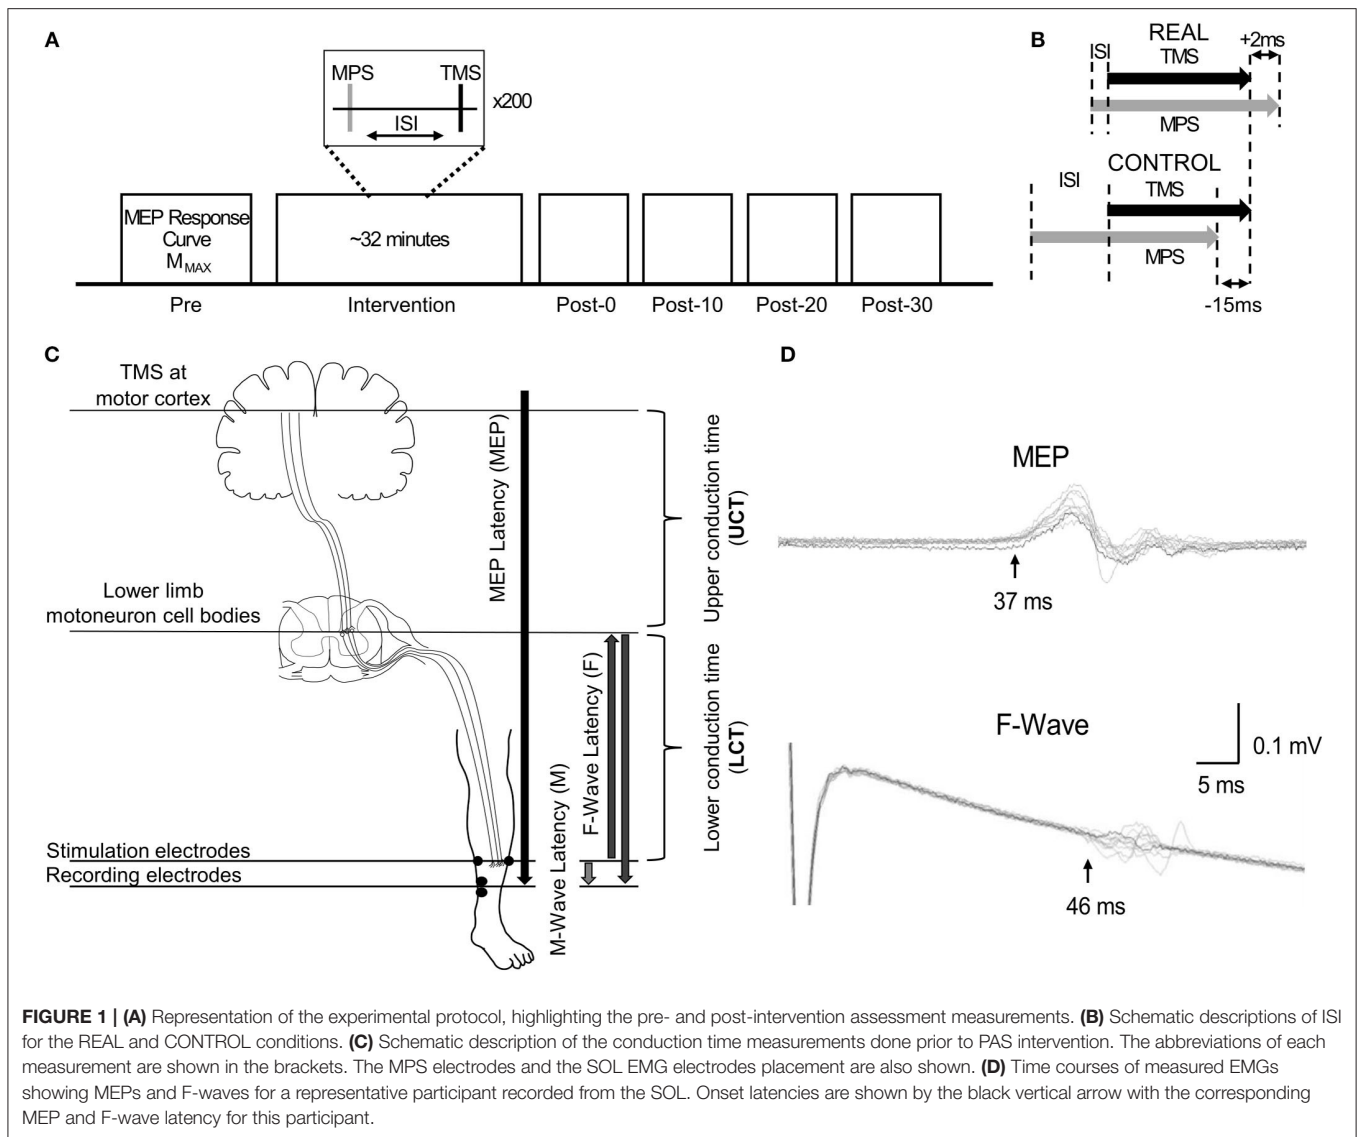 A
MPS
TMS
ISI
x200
MEP Response
Curve
MMAX
~32 minutes
Pre
Intervention
Post-0
Post-10
Post-20
Post-30
B
REAL
ISI
TMS
+2ms
MPS
CONTROL
ISI
TMS
MPS
-15ms
C
TMS at
motor cortex
Lower limb
motoneuron cell bodies
Stimulation electrodes
Recording electrodes
MEP Latency (MEP)
M-Wave Latency (M)
F-Wave Latency (F)
Upper conduction time
(UCT)
Lower conduction time
(LCT)
D
MEP
37 ms
F-Wave
0.1 mV
5 ms
46 ms
FIGURE 1 | (A) Representation of the experimental protocol, highlighting the pre- and post-intervention assessment measurements. (B) Schematic descriptions of ISI
for the REAL and CONTROL conditions. (C) Schematic description of the conduction time measurements done prior to PAS intervention. The abbreviations of each
measurement are shown in the brackets. The MPS electrodes and the SOL EMG electrodes placement are also shown. (D) Time courses of measured EMGs
showing MEPs and F-waves for a representative participant recorded from the SOL. Onset latencies are shown by the black vertical arrow with the corresponding
MEP and F-wave latency for this participant.